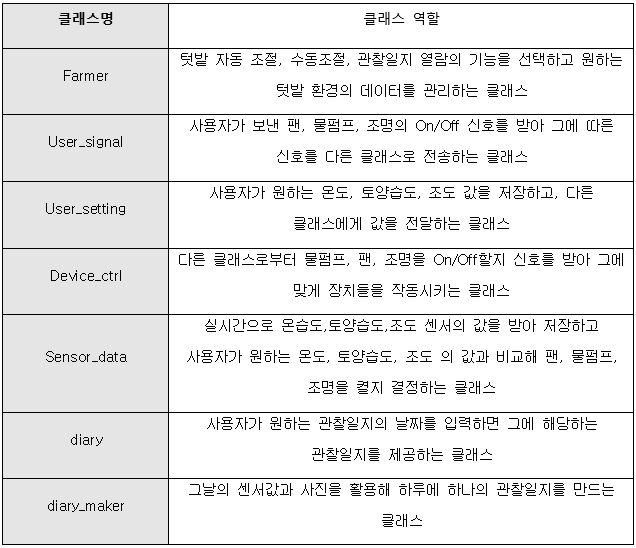 클래스명
클래스 역할
Farmer
텃밭 자동 조절, 수동조절, 관찰일지 열람의 기능을 선택하고 원하는
텃밭 환경의 데이터를 관리하는 클래스
User_signal
사용자가 보낸 팬, 물펌프, 조명의 On/Off 신호를 받아 그에 따른
신호를 다른 클래스로 전송하는 클래스
User_setting
사용자가 원하는 온도, 토양습도, 조도 값을 저장하고, 다른
클래스에게 값을 전달하는 클래스
Device_ctrl
다른 클래스로부터 물펌프, 팬, 조명을 On/Off할지 신호를 받아 그에
맞게 장치들을 작동시키는 클래스
Sensor_data
실시간으로 온습도,토양습도,조도 센서의 값을 받아 저장하고
사용자가 원하는 온도, 토양습도, 조도 의 값과 비교해 팬, 물펌프,
조명을 켤지 결정하는 클래스
diary
사용자가 원하는 관찰일지의 날짜를 입력하면 그에 해당하는
관찰일지를 제공하는 클래스
diary_maker
그날의 센서값과 사진을 활용해 하루에 하나의 관찰일지를 만드는
클래스